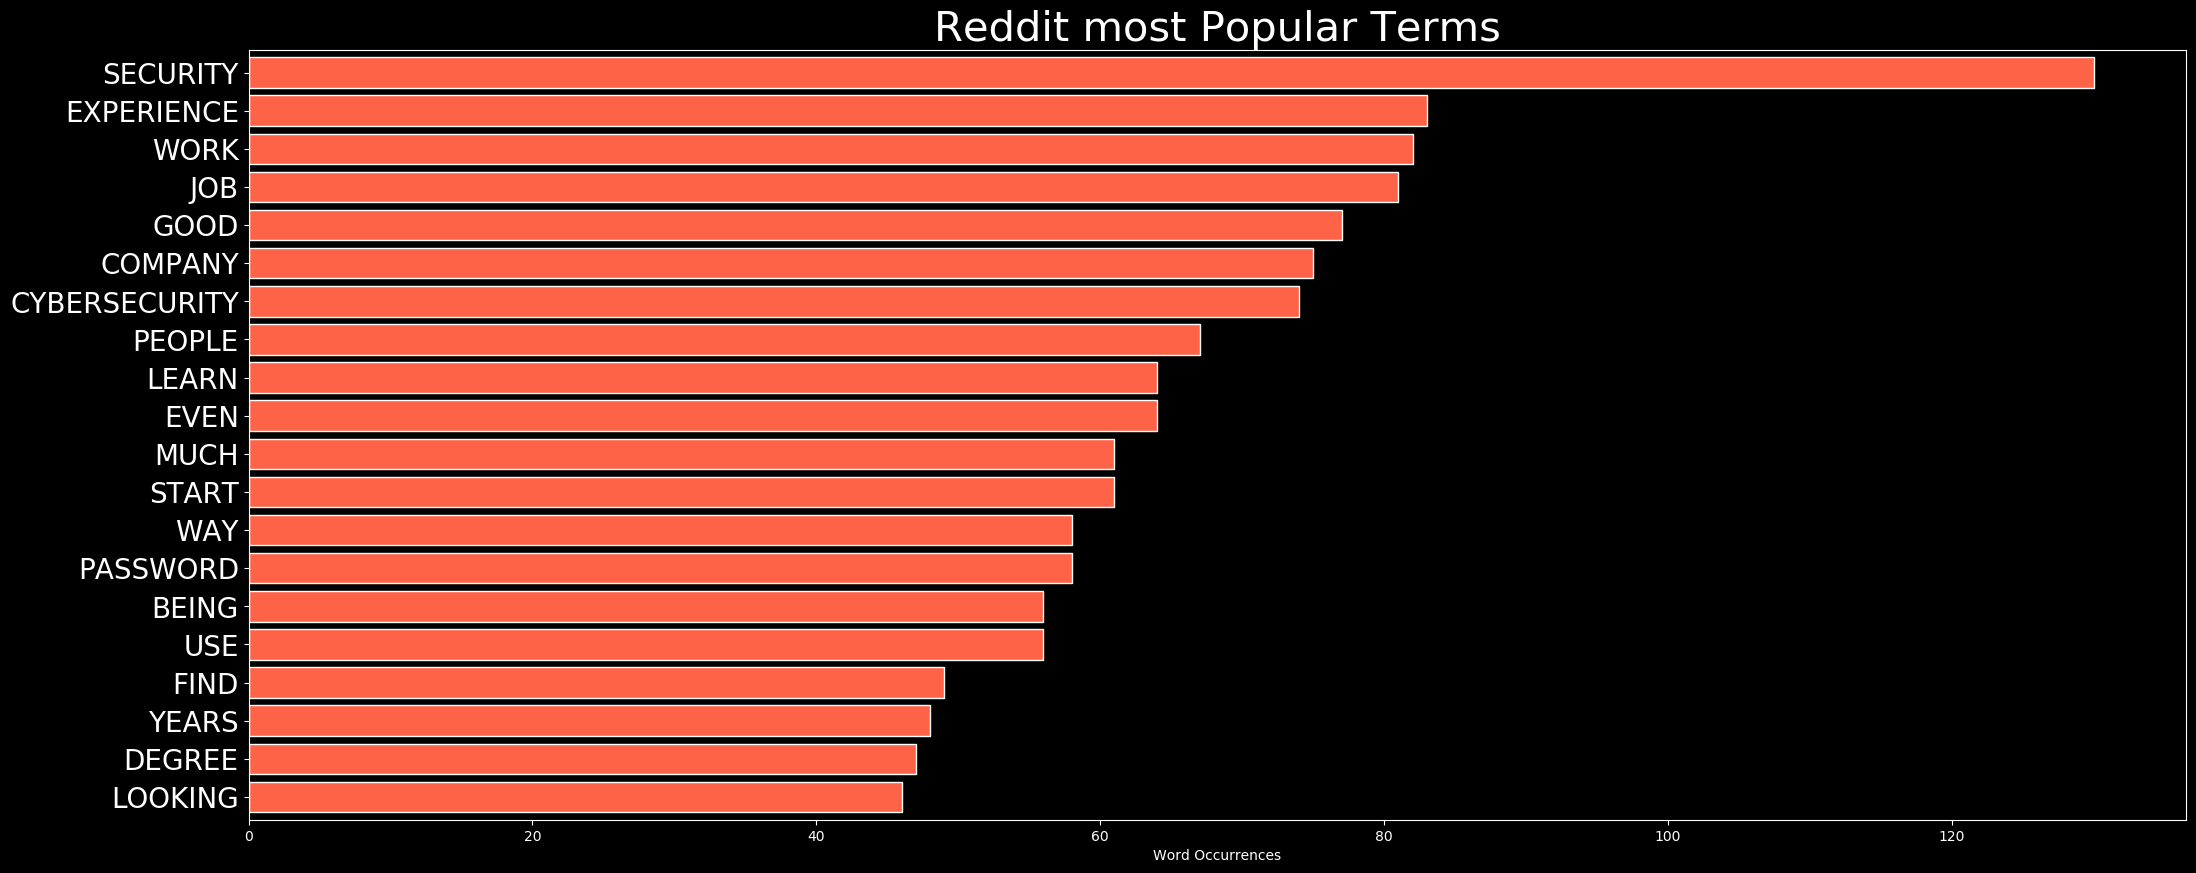 Reddit most Popular Terms
SECURITY
EXPERIENCE
WORK
JOB
GOOD
COMPANY
CYBERSECURITY
PEOPLE
LEARN
EVEN
MUCH
START
WAY
PASSWORD
BEING
USE
FIND
YEARS
DEGREE
LOOKING
0 20 40 60 80 100 120
Word Occurrences